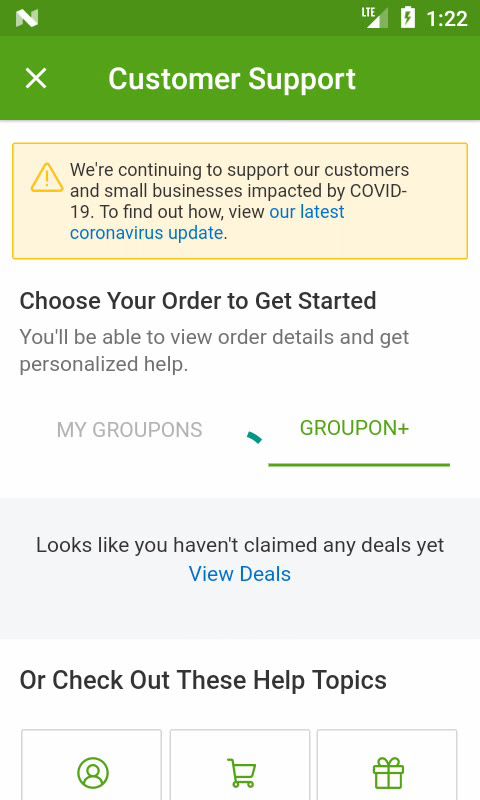 LTE 1:22
Customer Support
We're continuing to support our customers
and small businesses impacted by COVID-
19. To find out how, view our latest
coronavirus update.
Choose Your Order to Get Started
You'll be able to view order details and get
personalized help.
MY GROUPONS GROUPON+
Looks like you haven't claimed any deals yet
View Deals
Or Check Out These Help Topics